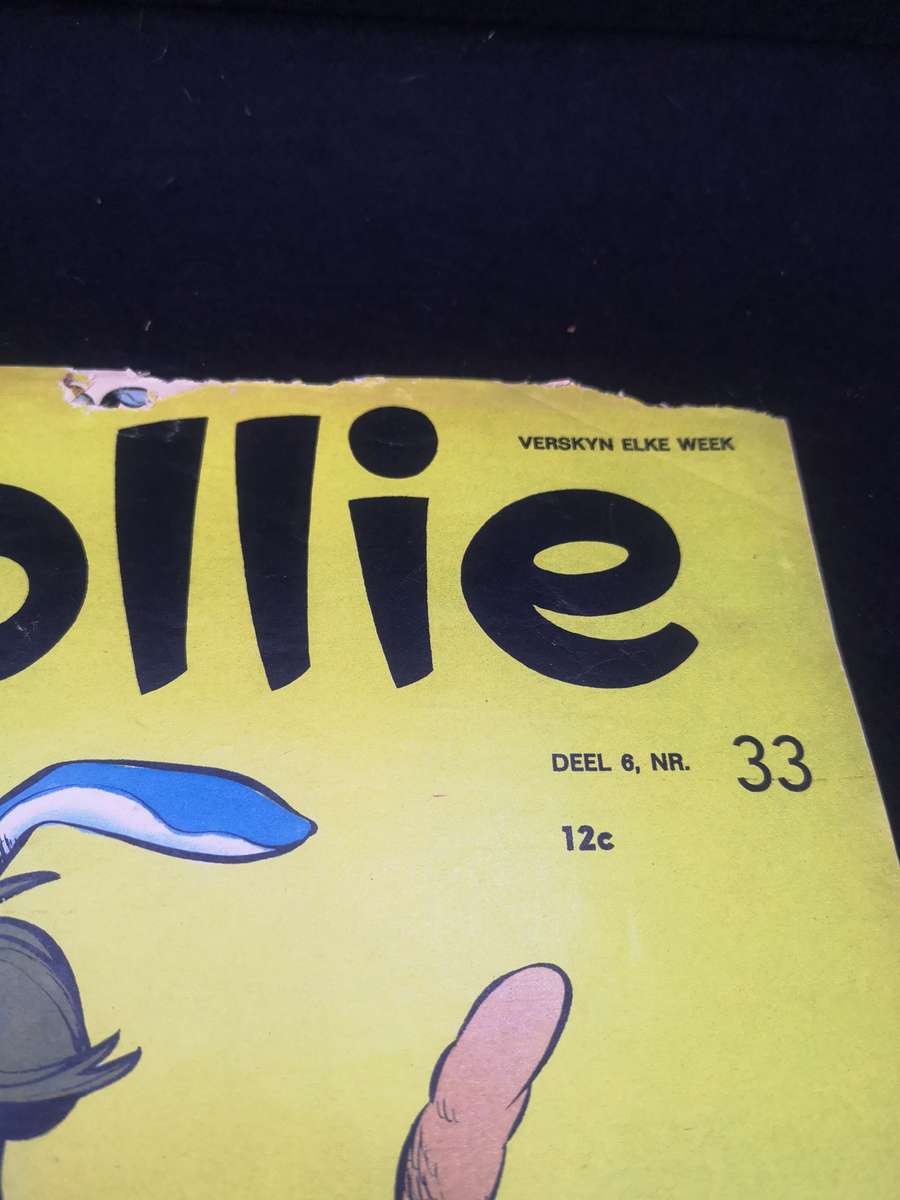 VERSKYN ELKE WEEK
ollie
DEEL 6, NR. 33
12c